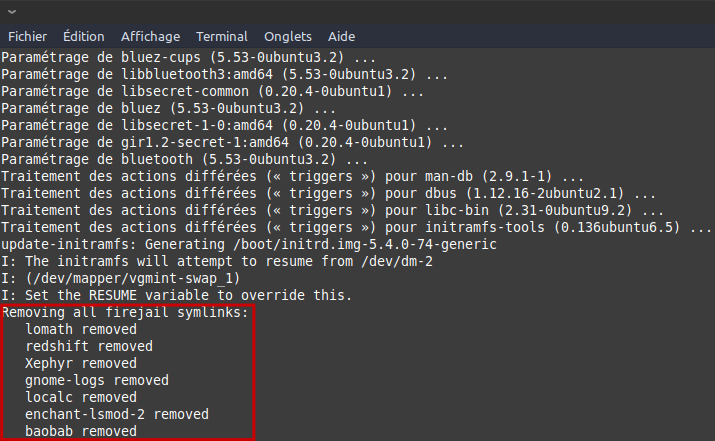 Fichier Édition Affichage Terminal Onglets Aide
Paramétrage de bluez-cups (5.53-0ubuntu3.2) ...
Paramétrage de libbluetooth3:amd64 (5.53-0ubuntu3.2) ...
Paramétrage de libsecret-common (0.20.4-0ubuntu1) ...
Paramétrage de bluez (5.53-0ubuntu3.2) ...
Paramétrage de libsecret-1-0:amd64 (0.20.4-0ubuntu1) ...
Paramétrage de gir1.2-secret-1:amd64 (0.20.4-0ubuntu1) ...
Paramétrage de bluetooth (5.53-0ubuntu3.2) ...
Traitement des actions différées (« triggers ») pour man-db (2.9.1-1) ...
Traitement des actions différées (« triggers ») pour dbus (1.12.16-2ubuntu2.1) ...
Traitement des actions différées (« triggers ») pour libc-bin (2.31-0ubuntu9.2) ...
Traitement des actions différées (« triggers ») pour initramfs-tools (0.136ubuntu6.5) ...
update-initramfs: Generating /boot/initrd.img-5.4.0-74-generic
I: The initramfs will attempt to resume from /dev/dm-2
I: (/dev/mapper/vgmint-swap_1)
I: Set the RESUME variable to override this.
Removing all firejail symlinks:
lomath removed
redshift removed
Xephyr removed
gnome-logs removed
localc removed
enchant-lsmod-2 removed
baobab removed